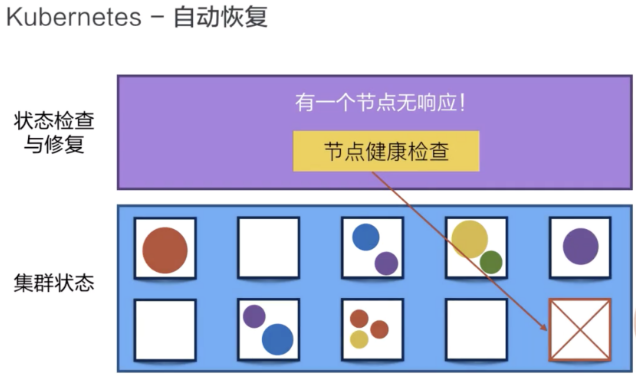 Kubernetes – 自动恢复
有一个节点无响应！
状态检查
与修复
节点健康检查
集群状态